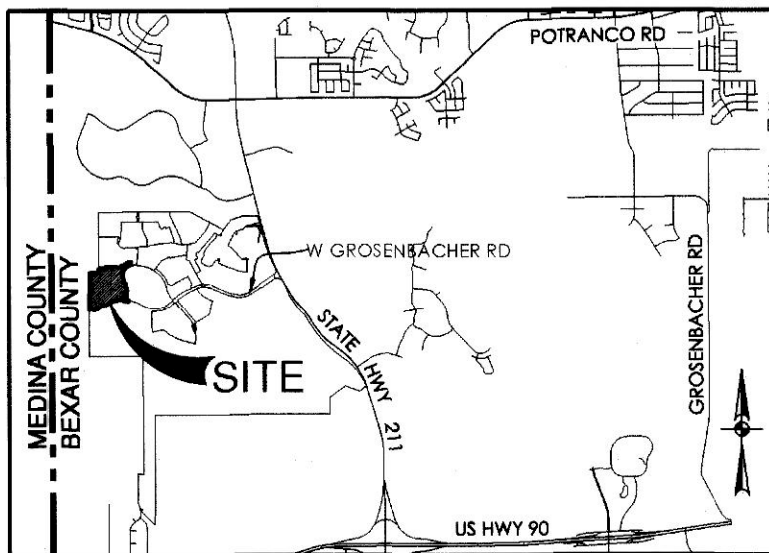 POTRANCO RD
W GROSENBACHER RD
MEDINA COUNTY
BEXAR COUNTY
SITE
STATE HWY 211
GROSENBACHER RD
US HWY 90